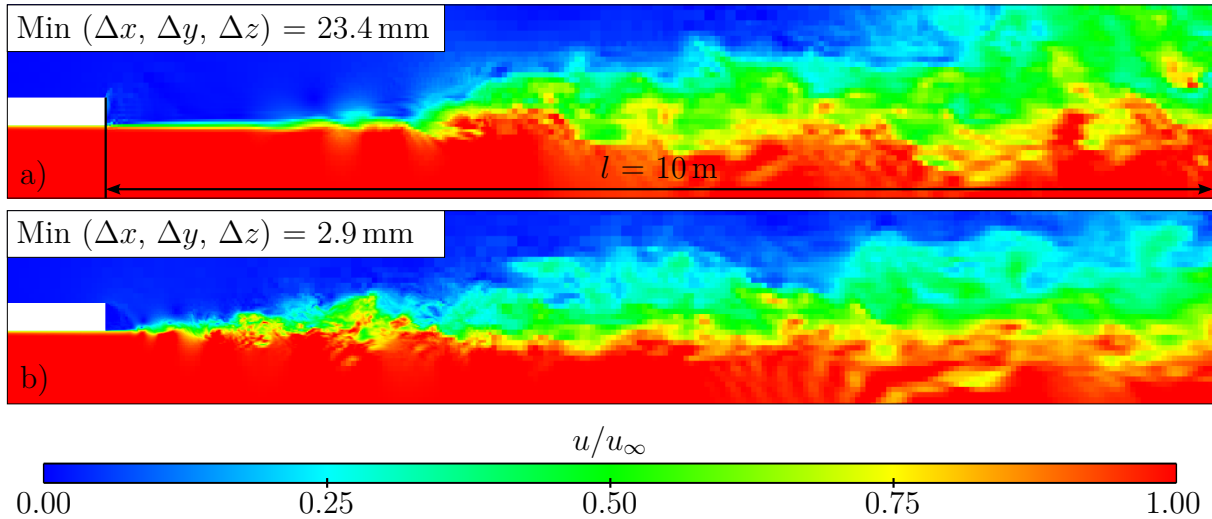 Min (Δx, Δy, Δz) = 23.4 mm
l = 10 m
a)
Min (Δx, Δy, Δz) = 2.9 mm
b)
u/u∞
0.00 0.25 0.50 0.75 1.00